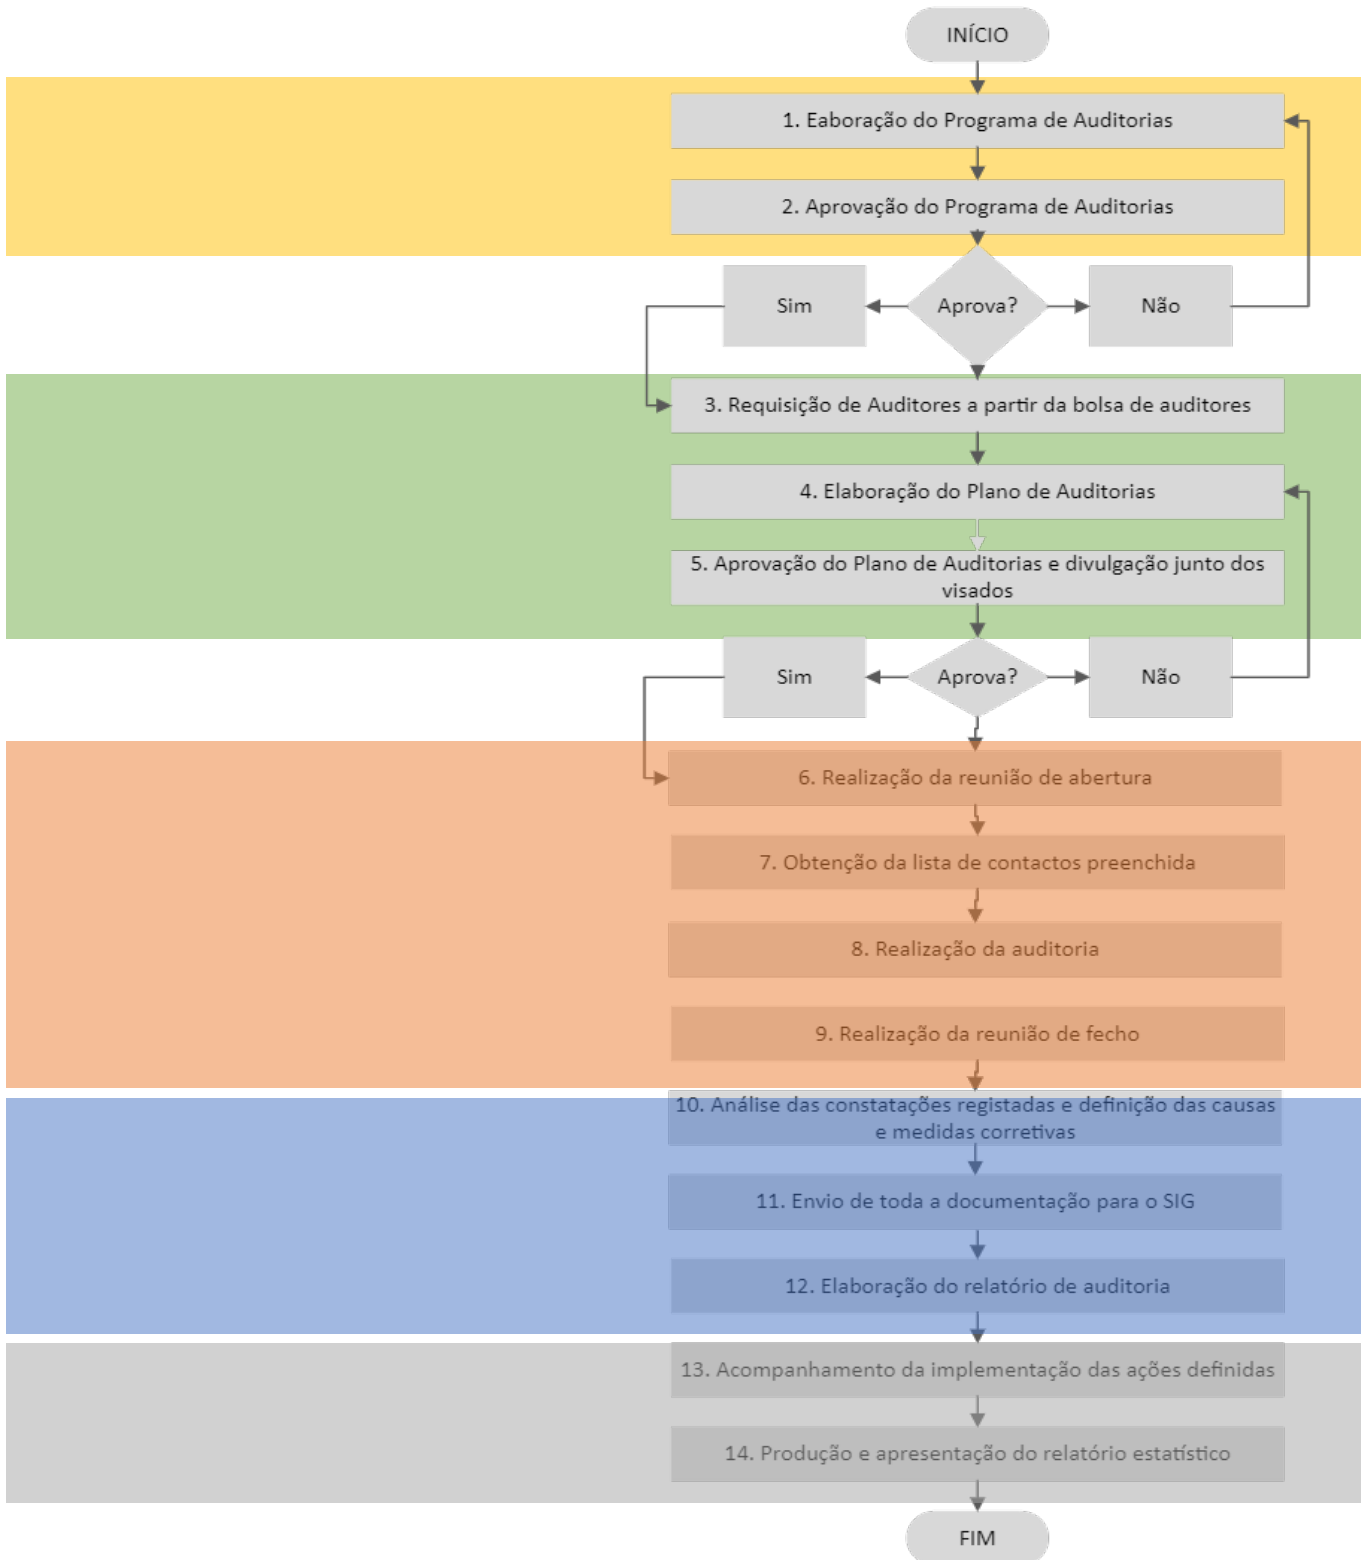 INÍCIO
1. Eaboração do Programa de Auditorias
2. Aprovação do Programa de Auditorias
Sim
Aprova?
Não
3. Requisição de Auditores a partir da bolsa de auditores
4. Elaboração do Plano de Auditorias
5. Aprovação do Plano de Auditorias e divulgação junto dos
visados
Sim
Aprova?
Não
6. Realização da reunião de abertura
7. Obtenção da lista de contactos preenchida
8. Realização da auditoria
9. Realização da reunião de fecho
10. Análise das constatações registadas e definição das causas
e medidas corretivas
11. Envio de toda a documentação para o SIG
12. Elaboração do relatório de auditoria
13. Acompanhamento da implementação das ações definidas
14. Produção e apresentação do relatório estatístico
FIM